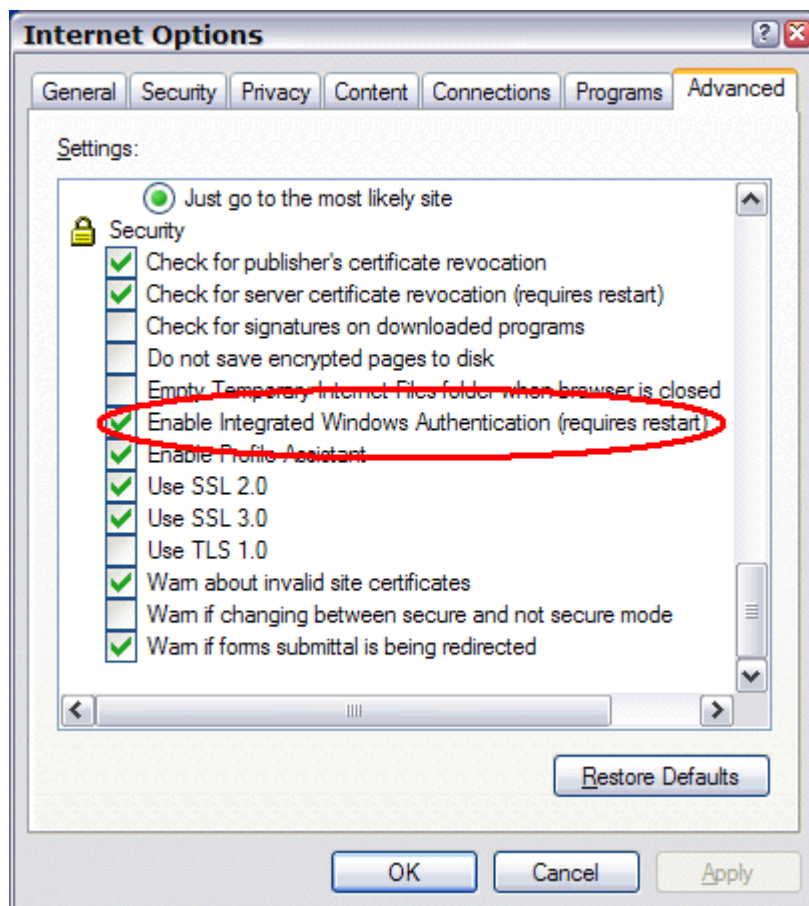 Internet Options
General Security Privacy Content Connections Programs Advanced
Settings:
Just go to the most likely site
Security
Check for publisher's certificate revocation
Check for server certificate revocation (requires restart)
Check for signatures on downloaded programs
Do not save encrypted pages to disk
Empty Temporary Internet Files folder when browser is closed
Enable Integrated Windows Authentication (requires restart)
Enable Profile Assistant
Use SSL 2.0
Use SSL 3.0
Use TLS 1.0
Warn about invalid site certificates
Warn if changing between secure and not secure mode
Warn if forms submittal is being redirected
Restore Defaults
OK Cancel Apply